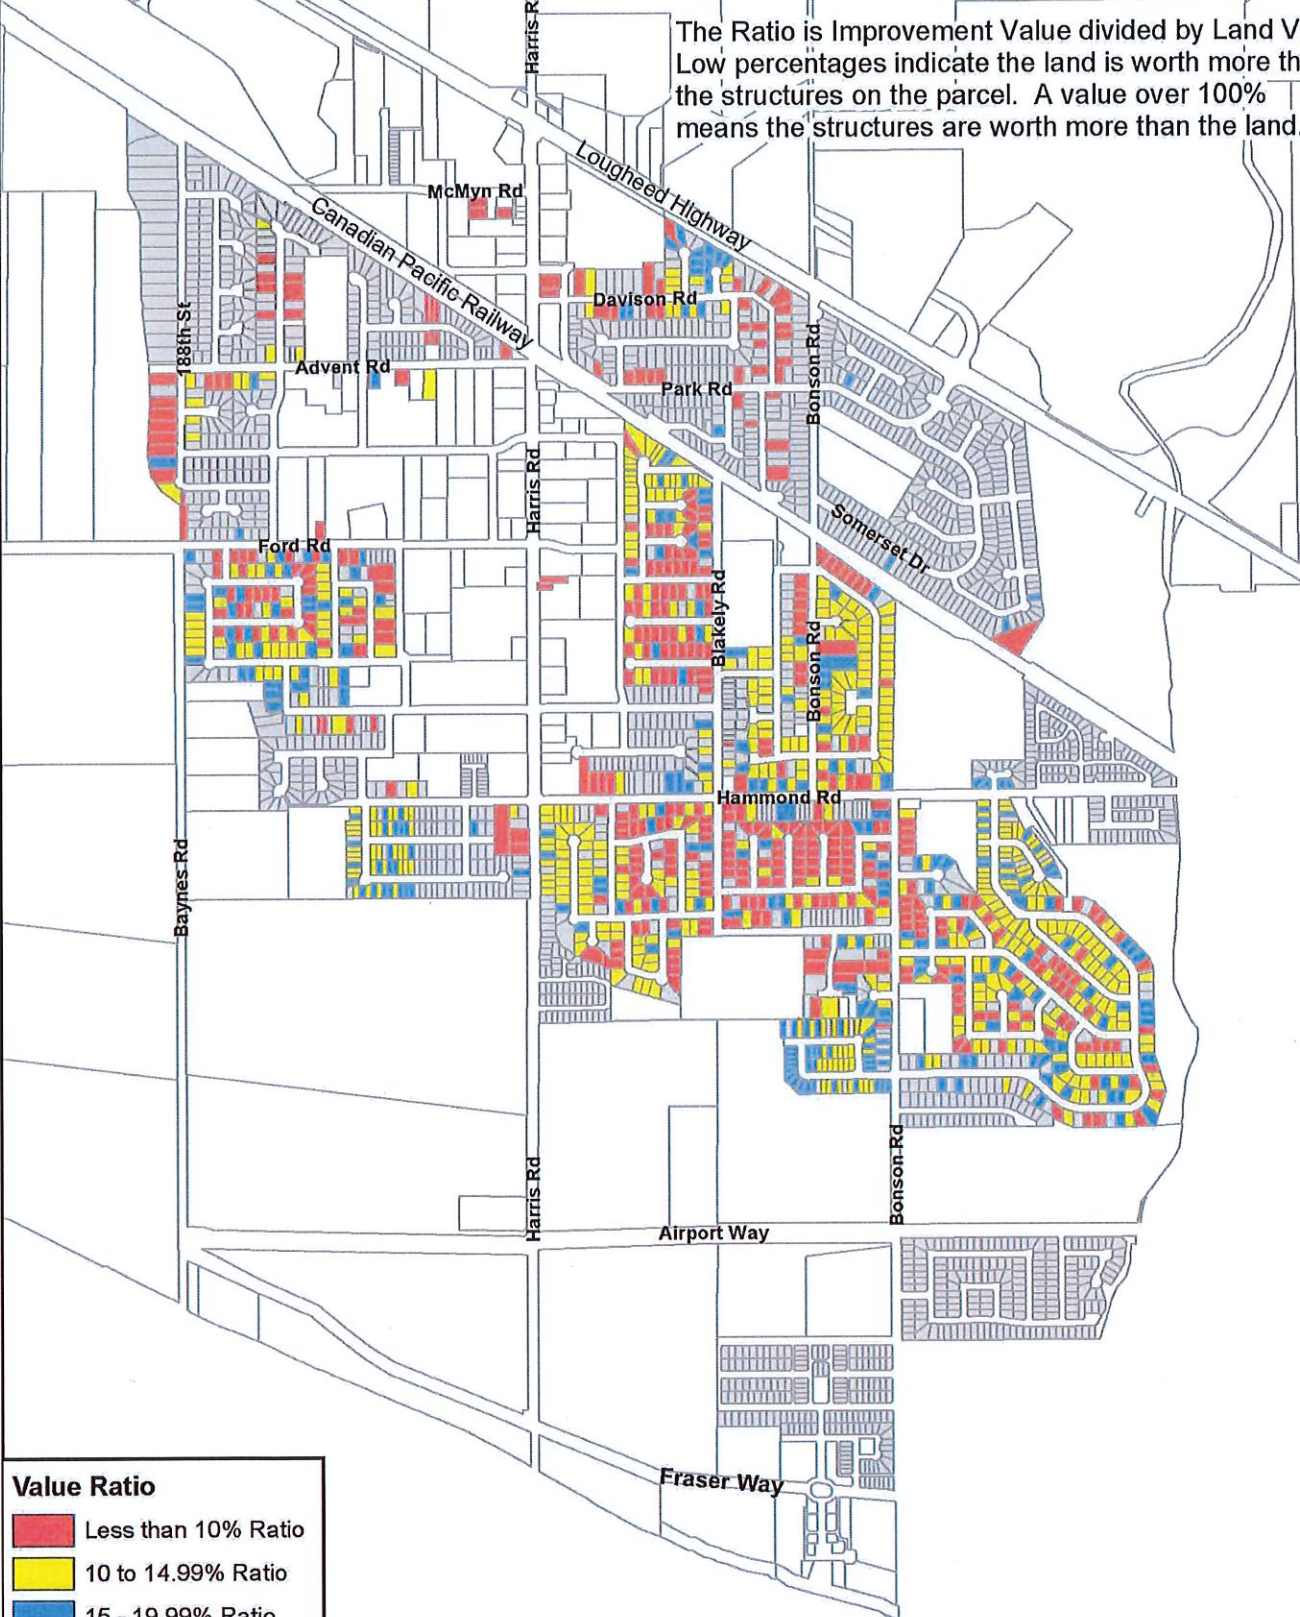 The Ratio is Improvement Value divided by Land V
Low percentages indicate the land is worth more th
the structures on the parcel. A value over 100%
means the structures are worth more than the land.
Harris R
Lougheed Highway
McMyn Rd
Canadian Pacific Railway
Davison Rd
188th St
Advent Rd
Park Rd
Bonson Rd
Harris Rd
Somerset Dr
Ford Rd
Blakely Rd
Bonson Rd
Hammond Rd
Baynes Rd
Bonson Rd
Harris Rd
Airport Way
Fraser Way
Value Ratio
Less than 10% Ratio
10 to 14.99% Ratio
15 - 19.99% Ratio